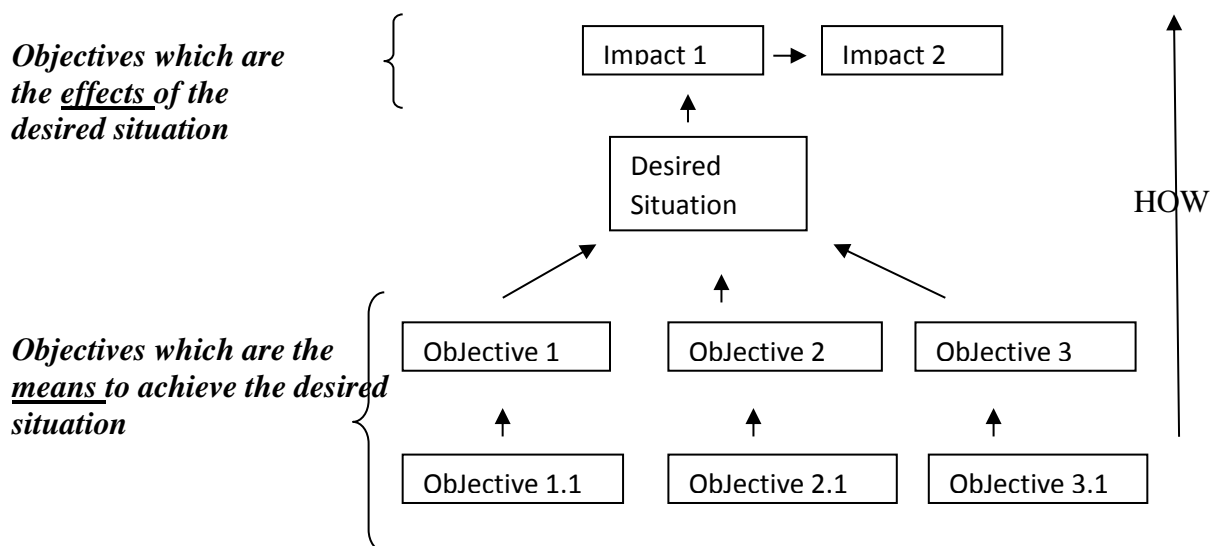 Objectives which are
the effects of the
desired situation
Impact 1
Impact 2
Desired
Situation
HOW
Objectives which are the
means to achieve the desired
situation
Objective 1
Objective 2
Objective 3
Objective 1.1
Objective 2.1
Objective 3.1